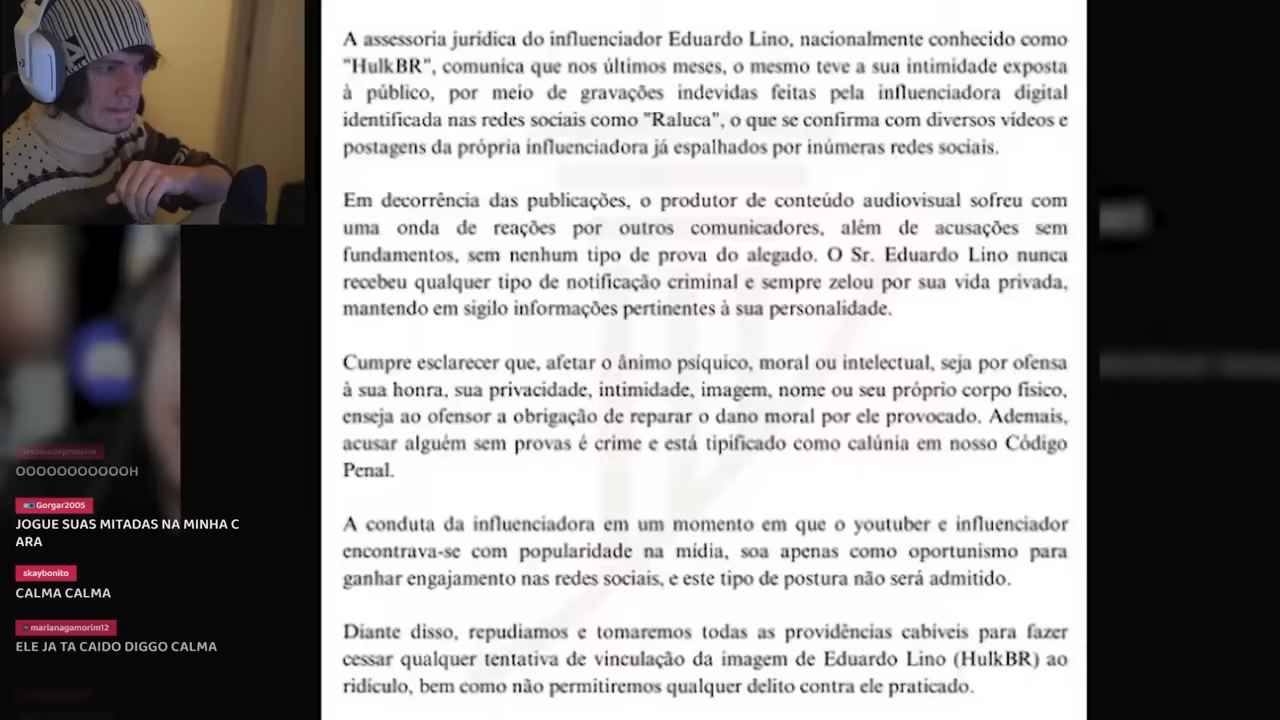 A assessoria jurídica do influenciador Eduardo Lino, nacionalmente conhecido como
"HulkBR", comunica que nos últimos meses, o mesmo teve a sua intimidade exposta
à público, por meio de gravações indevidas feitas pela influenciadora digital
identificada nas redes sociais como "Raluca", o que se confirma com diversos vídeos e
postagens da própria influenciadora já espalhados por inúmeras redes sociais.
Em decorrência das publicações, o produtor de conteúdo audiovisual sofreu com
uma onda de reações por outros comunicadores, além de acusações sem
fundamentos, sem nenhum tipo de prova do alegado. O Sr. Eduardo Lino nunca
recebeu qualquer tipo de notificação criminal e sempre zelou por sua vida privada,
mantendo em sigilo informações pertinentes à sua personalidade.
Cumpre esclarecer que, afetar o ânimo psíquico, moral ou intelectual, seja por ofensa
à sua honra, sua privacidade, intimidade, imagem, nome ou seu próprio corpo físico,
enseja ao ofensor a obrigação de reparar o dano moral por ele provocado. Ademais,
acusar alguém sem provas é crime e está tipificado como calúnia em nosso Código
Penal.
A conduta da influenciadora em um momento em que o youtuber e influenciador
encontrava-se com popularidade na mídia, soa apenas como oportunismo para
ganhar engajamento nas redes sociais, e este tipo de postura não será admitido.
Diante disso, repudiamos e tomaremos todas as providências cabíveis para fazer
cessar qualquer tentativa de vinculação da imagem de Eduardo Lino (HulkBR) ao
ridículo, bem como não permitiremos qualquer delito contra ele praticado.
lesbicadepressiva
OOOOOOOOOOOH
Gorgar2005
JOGUE SUAS MITADAS NA MINHA C
ARA
skaybonito
CALMA CALMA
marianagamorim12
ELE JA TA CAIDO DIGGO CALMA